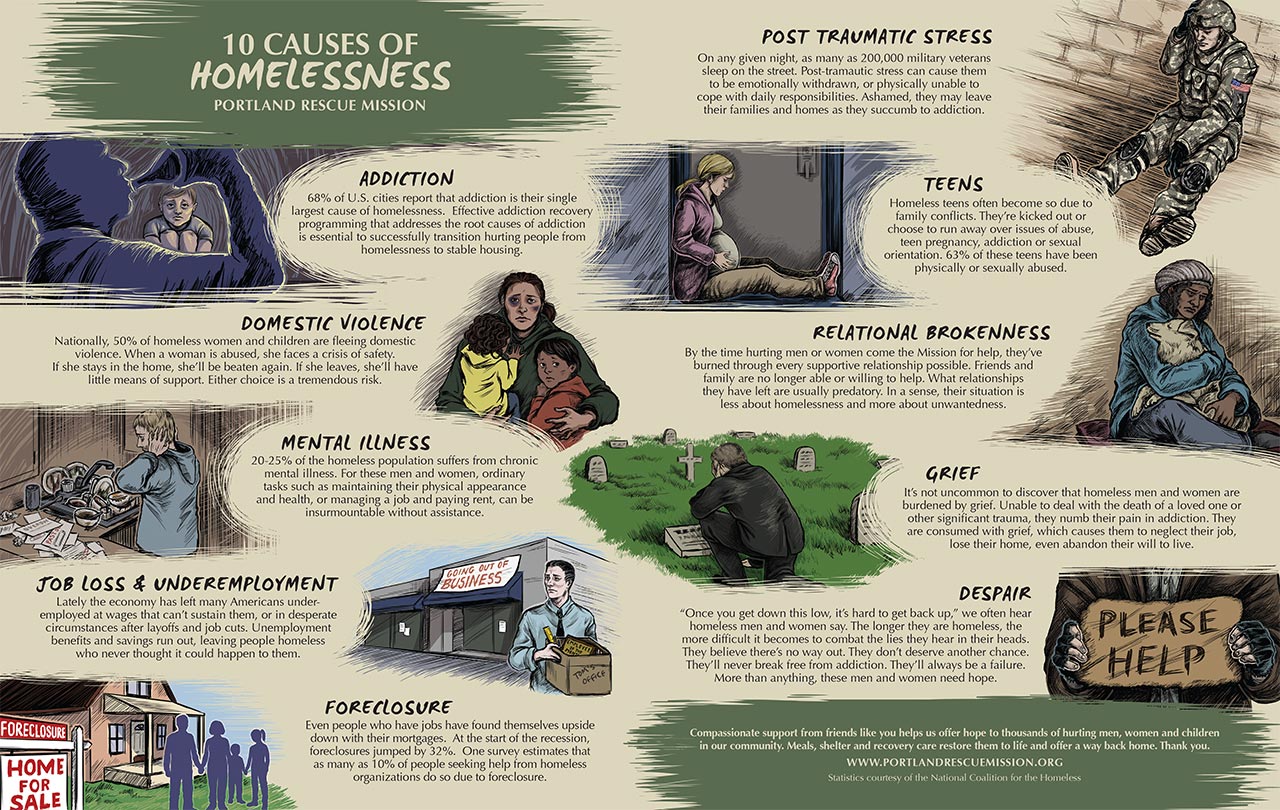 10 CAUSES OF
HOMELESSNESS
PORTLAND RESCUE MISSION
ADDICTION
68% of U.S. cities report that addiction is their single
largest cause of homelessness. Effective addiction recovery
programming that addresses the root causes of addiction
is essential to successfully transition hurting people from
homelessness to stable housing.
DOMESTIC VIOLENCE
Nationally, 50% of homeless women and children are fleeing domestic
violence. When a woman is abused, she faces a crisis of safety.
If she stays in the home, she'll be beaten again. If she leaves, she'll have
little means of support. Either choice is a tremendous risk.
MENTAL ILLNESS
20-25% of the homeless population suffers from chronic
mental illness. For these men and women, ordinary
tasks such as maintaining their physical appearance
and health, or managing a job and paying rent, can be
insurmountable without assistance.
JOB LOSS & UNDEREMPLOYMENT
Lately the economy has left many Americans under-
employed at wages that can't sustain them, or in desperate
circumstances after layoffs and job cuts. Unemployment
benefits and savings run out, leaving people homeless
who never thought it could happen to them.
GOING OUT OF
BUSINESS
TOM'S
OFFICE
FORECLOSURE
Even people who have jobs have found themselves upside
down with their mortgages. At the start of the recession,
foreclosures jumped by 32%. One survey estimates that
as many as 10% of people seeking help from homeless
organizations do so due to foreclosure.
FORECLOSURE
HOME
FOR
SALE
POST TRAUMATIC STRESS
On any given night, as many as 200,000 military veterans
sleep on the street. Post-tramautic stress can cause them
to be emotionally withdrawn, or physically unable to
cope with daily responsibilities. Ashamed, they may leave
their families and homes as they succumb to addiction.
TEENS
Homeless teens often become so due to
family conflicts. They're kicked out or
choose to run away over issues of abuse,
teen pregnancy, addiction or sexual
orientation. 63% of these teens have been
physically or sexually abused.
RELATIONAL BROKENNESS
By the time hurting men or women come the Mission for help, they've
burned through every supportive relationship possible. Friends and
family are no longer able or willing to help. What relationships
they have left are usually predatory. In a sense, their situation is
less about homelessness and more about unwantedness.
GRIEF
It's not uncommon to discover that homeless men and women are
burdened by grief. Unable to deal with the death of a loved one or
other significant trauma, they numb their pain in addiction. They
are consumed with grief, which causes them to neglect their job,
lose their home, even abandon their will to live.
DESPAIR
"Once you get down this low, it's hard to get back up," we often hear
homeless men and women say. The longer they are homeless, the
more difficult it becomes to combat the lies they hear in their heads.
They believe there's no way out. They don't deserve another chance.
They'll never break free from addiction. They'll always be a failure.
More than anything, these men and women need hope.
PLEASE
HELP
Compassionate support from friends like you helps us offer hope to thousands of hurting men, women and children
in our community. Meals, shelter and recovery care restore them to life and offer a way back home. Thank you.
WWW.PORTLANDRESCUEMISSION.ORG
Statistics courtesy of the National Coalition for the Homeless